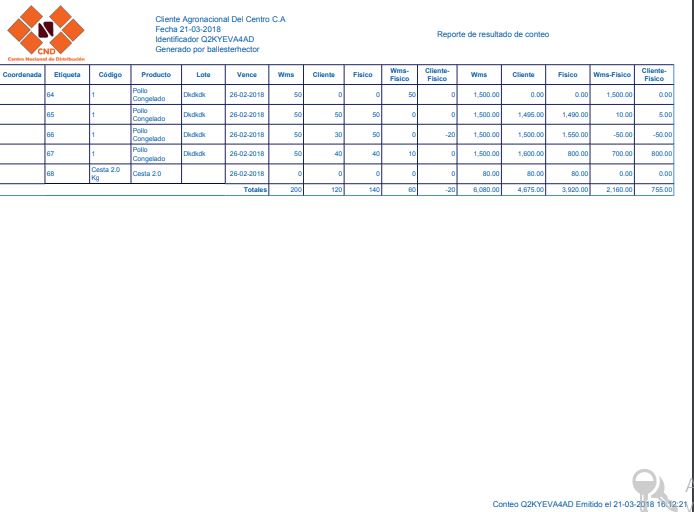 CND
Centro Nacional de Distribución
Cliente Agronacional Del Centro C.A
Fecha 21-03-2018
Identificador Q2KYEVA4AD
Generado por ballesterhector
Reporte de resultado de conteo
Coordenada Etiqueta Código Producto Lote Vence Wms Cliente Físico Wms-Físico Cliente-Físico Wms Cliente Físico Wms-Físico Cliente-Físico
64 1 Pollo Congelado Dkdkdk 26-02-2018 50 0 0 50 0 1,500.00 0.00 0.00 1,500.00 0.00
65 1 Pollo Congelado Dkdkdk 26-02-2018 50 50 50 0 0 1,500.00 1,495.00 1,490.00 10.00 5.00
66 1 Pollo Congelado Dkdkdk 26-02-2018 50 30 50 0 -20 1,500.00 1,500.00 1,550.00 -50.00 -50.00
67 1 Pollo Congelado Dkdkdk 26-02-2018 50 40 40 10 0 1,500.00 1,600.00 800.00 700.00 800.00
68 Cesta 2.0 Kg Cesta 2.0 26-02-2018 0 0 0 0 0 80.00 80.00 80.00 0.00 0.00
Totales 200 120 140 60 -20 6,080.00 4,675.00 3,920.00 2,160.00 755.00
Conteo Q2KYEVA4AD Emitido el 21-03-2018 16:12:21